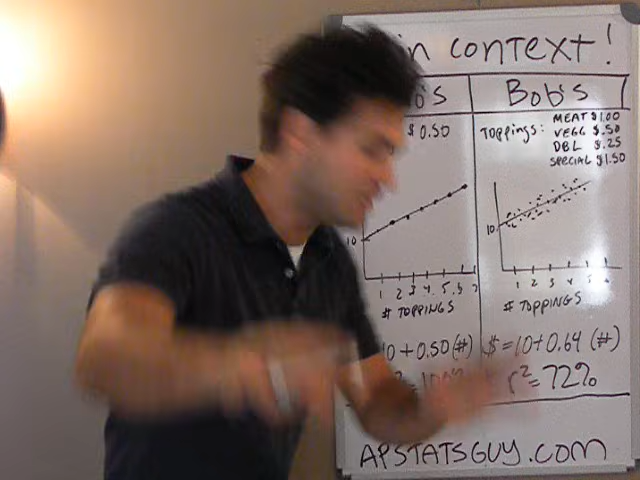 in CONTEXT!
O'S
BOB'S
$0.50
TOPPINGS:
MEAT $1.00
VEGG $.50
DBL $.25
SPECIAL $1.50
10
10
1 2 3 4 5 6 7
1 2 3 4 5 6
# TOPPINGS
# TOPPINGS
10 + 0.50 (#)
$ = 10 + 0.64 (#)
r² = 72%
APSTATSGUY.COM